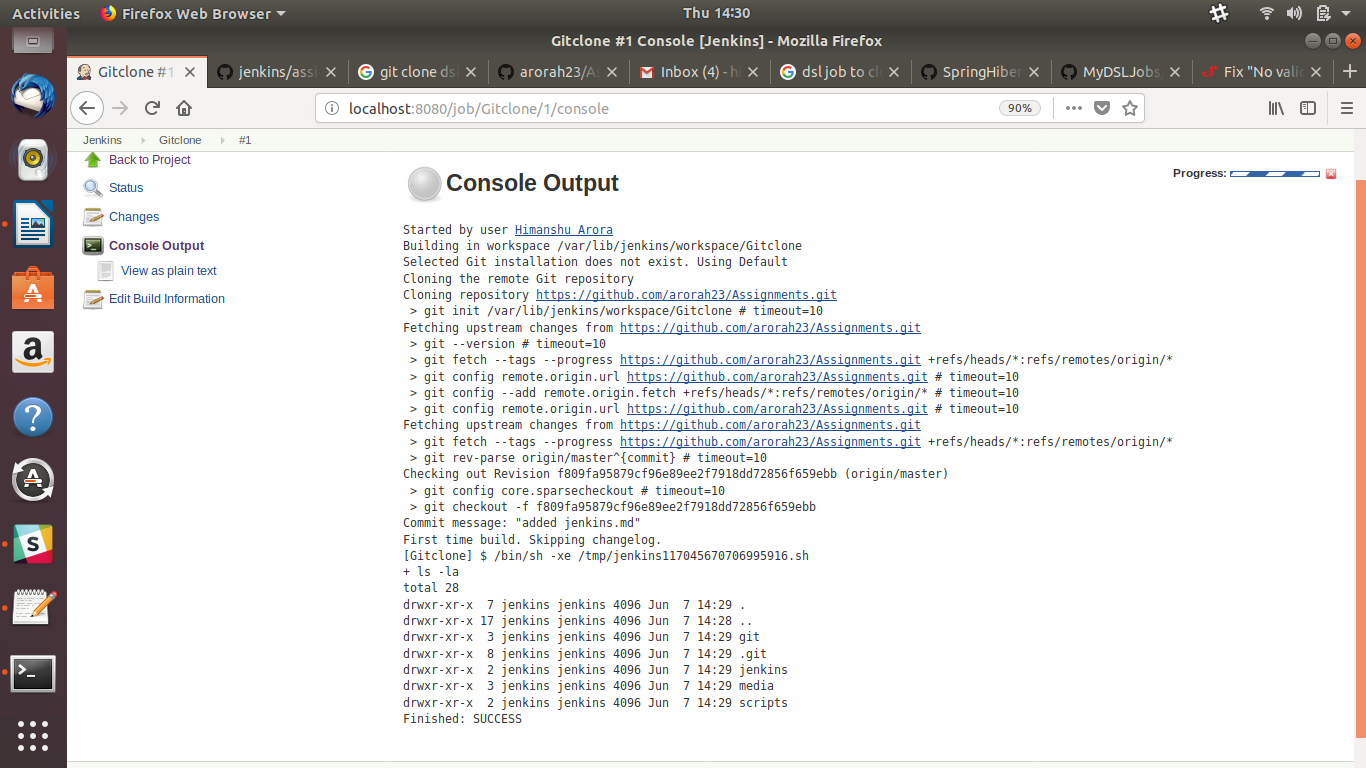 Activities
Firefox Web Browser
Thu 14:30
Gitclone #1 Console [Jenkins] - Mozilla Firefox
Gitclone #1
jenkins/assi
git clone dsl
arorah23/As
Inbox (4) - h
dsl job to cl
SpringHiber
MyDSLJobs
Fix "No valid
localhost:8080/job/Gitclone/1/console
90%
Jenkins
Gitclone
#1
Back to Project
Status
Changes
Console Output
View as plain text
Edit Build Information
Console Output
Progress:
Started by user Himanshu Arora
Building in workspace /var/lib/jenkins/workspace/Gitclone
Selected Git installation does not exist. Using Default
Cloning the remote Git repository
Cloning repository https://github.com/arorah23/Assignments.git
 > git init /var/lib/jenkins/workspace/Gitclone # timeout=10
Fetching upstream changes from https://github.com/arorah23/Assignments.git
 > git --version # timeout=10
 > git fetch --tags --progress https://github.com/arorah23/Assignments.git +refs/heads/*:refs/remotes/origin/*
 > git config remote.origin.url https://github.com/arorah23/Assignments.git # timeout=10
 > git config --add remote.origin.fetch +refs/heads/*:refs/remotes/origin/* # timeout=10
 > git config remote.origin.url https://github.com/arorah23/Assignments.git # timeout=10
Fetching upstream changes from https://github.com/arorah23/Assignments.git
 > git fetch --tags --progress https://github.com/arorah23/Assignments.git +refs/heads/*:refs/remotes/origin/*
 > git rev-parse origin/master^{commit} # timeout=10
Checking out Revision f809fa95879cf96e89ee2f7918dd72856f659ebb (origin/master)
 > git config core.sparsecheckout # timeout=10
 > git checkout -f f809fa95879cf96e89ee2f7918dd72856f659ebb
Commit message: "added jenkins.md"
First time build. Skipping changelog.
[Gitclone] $ /bin/sh -xe /tmp/jenkins117045670706995916.sh
+ ls -la
total 28
drwxr-xr-x  7 jenkins jenkins 4096 Jun  7 14:29 .
drwxr-xr-x 17 jenkins jenkins 4096 Jun  7 14:28 ..
drwxr-xr-x  3 jenkins jenkins 4096 Jun  7 14:29 git
drwxr-xr-x  8 jenkins jenkins 4096 Jun  7 14:29 .git
drwxr-xr-x  2 jenkins jenkins 4096 Jun  7 14:29 jenkins
drwxr-xr-x  3 jenkins jenkins 4096 Jun  7 14:29 media
drwxr-xr-x  2 jenkins jenkins 4096 Jun  7 14:29 scripts
Finished: SUCCESS